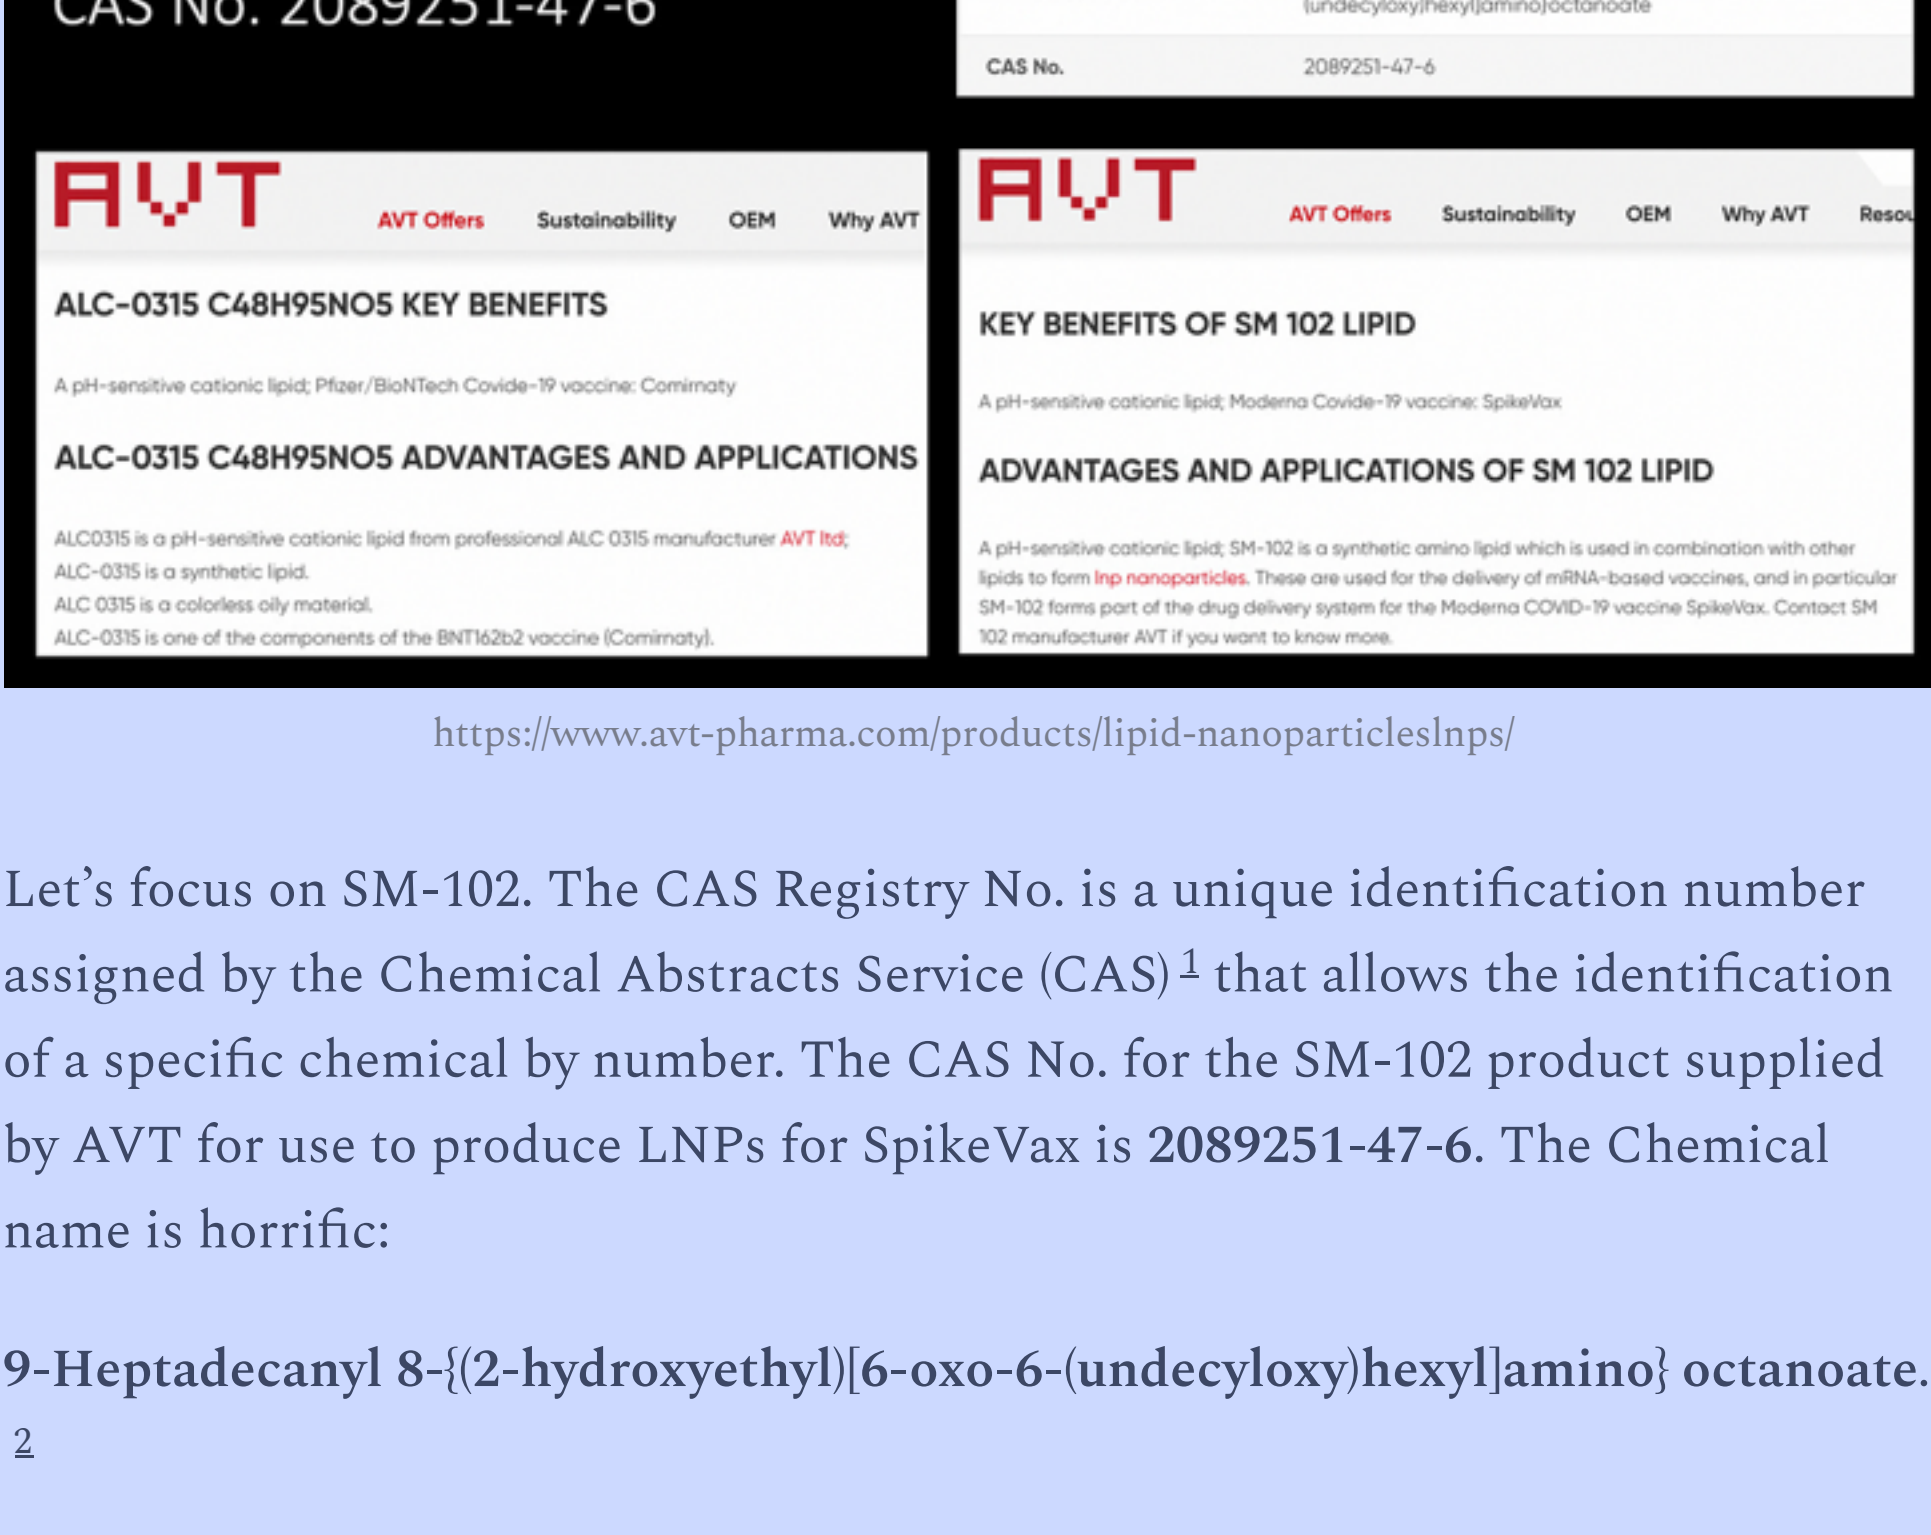 CAS No. 2089251-47-6
(undecyloxy)hexyl]amino}octanoate
CAS No. 2089251-47-6
AVT
AVT Offers Sustainability OEM Why AVT
ALC-0315 C48H95NO5 KEY BENEFITS
A pH-sensitive cationic lipid; Pfizer/BioNTech Covide-19 vaccine: Comirnaty
ALC-0315 C48H95NO5 ADVANTAGES AND APPLICATIONS
ALC0315 is a pH-sensitive cationic lipid from professional ALC 0315 manufacturer AVT ltd;
ALC-0315 is a synthetic lipid.
ALC 0315 is a colorless oily material.
ALC-0315 is one of the components of the BNT162b2 vaccine (Comirnaty).
AVT
AVT Offers Sustainability OEM Why AVT Resou
KEY BENEFITS OF SM 102 LIPID
A pH-sensitive cationic lipid; Moderna Covide-19 vaccine: SpikeVax
ADVANTAGES AND APPLICATIONS OF SM 102 LIPID
A pH-sensitive cationic lipid; SM-102 is a synthetic amino lipid which is used in combination with other
lipids to form lnp nanoparticles. These are used for the delivery of mRNA-based vaccines, and in particular
SM-102 forms part of the drug delivery system for the Moderna COVID-19 vaccine SpikeVax. Contact SM
102 manufacturer AVT if you want to know more.
https://www.avt-pharma.com/products/lipid-nanoparticleslnps/
Let’s focus on SM-102. The CAS Registry No. is a unique identification number
assigned by the Chemical Abstracts Service (CAS) 1 that allows the identification
of a specific chemical by number. The CAS No. for the SM-102 product supplied
by AVT for use to produce LNPs for SpikeVax is 2089251-47-6. The Chemical
name is horrific:
9-Heptadecanyl 8-{(2-hydroxyethyl)[6-oxo-6-(undecyloxy)hexyl]amino} octanoate.
2